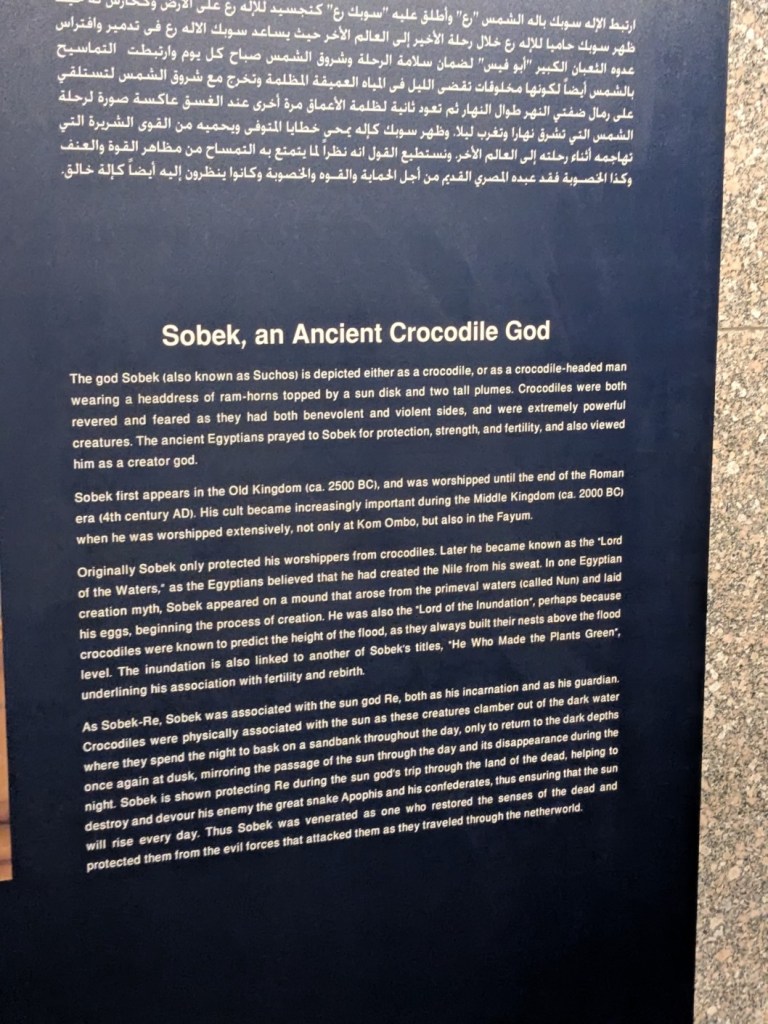 ارتبط الإله سوبك باله الشمس "رع" وأطلق عليه "سوبك رع" كتجسيد للإله رع على الأرض وكحارس له حيث
ظهر سوبك حاميا للإله رع خلال رحلة الأخير إلى العالم الأخر حيث يساعد سوبك الاله رع فى تدمير وافتراس
عدوه الثعبان الكبير "أبو فيس" لضمان سلامة الرحلة وشروق الشمس صباح كل يوم وارتبطت التماسيح
بالشمس أيضاً لكونها مخلوقات تقضى الليل فى المياه العميقة المظلمة وتخرج مع شروق الشمس لتستلقي
على رمال ضفتي النهر طوال النهار ثم تعود ثانية لظلمة الأعماق مرة أخرى عند الغسق عاكسة صورة لرحلة
الشمس التي تشرق نهارا وتغرب ليلا. وظهر سوبك كإله يمحي خطايا المتوفى ويحميه من القوى الشريرة التي
تهاجمه أثناء رحلته إلى العالم الآخر. ونستطيع القول انه نظراً لما يتمتع به التمساح من مظاهر القوة والعنف
وكذا الخصوبة فقد عبده المصري القديم من أجل الحماية والقوه والخصوبة وكانوا ينظرون إليه أيضاً كإلة خالق.
Sobek, an Ancient Crocodile God
The god Sobek (also known as Suchos) is depicted either as a crocodile, or as a crocodile-headed man
wearing a headdress of ram-horns topped by a sun disk and two tall plumes. Crocodiles were both
revered and feared as they had both benevolent and violent sides, and were extremely powerful
creatures. The ancient Egyptians prayed to Sobek for protection, strength, and fertility, and also viewed
him as a creator god.
Sobek first appears in the Old Kingdom (ca. 2500 BC), and was worshipped until the end of the Roman
era (4th century AD). His cult became increasingly important during the Middle Kingdom (ca. 2000 BC)
when he was worshipped extensively, not only at Kom Ombo, but also in the Fayum.
Originally Sobek only protected his worshippers from crocodiles. Later he became known as the "Lord
of the Waters," as the Egyptians believed that he had created the Nile from his sweat. In one Egyptian
creation myth, Sobek appeared on a mound that arose from the primeval waters (called Nun) and laid
his eggs, beginning the process of creation. He was also the "Lord of the Inundation", perhaps because
crocodiles were known to predict the height of the flood, as they always built their nests above the flood
level. The inundation is also linked to another of Sobek's titles, "He Who Made the Plants Green",
underlining his association with fertility and rebirth.
As Sobek-Re, Sobek was associated with the sun god Re, both as his incarnation and as his guardian.
Crocodiles were physically associated with the sun as these creatures clamber out of the dark water
where they spend the night to bask on a sandbank throughout the day, only to return to the dark depths
once again at dusk, mirroring the passage of the sun through the day and its disappearance during the
night. Sobek is shown protecting Re during the sun god's trip through the land of the dead, helping to
destroy and devour his enemy the great snake Apophis and his confederates, thus ensuring that the sun
will rise every day. Thus Sobek was venerated as one who restored the senses of the dead and
protected them from the evil forces that attacked them as they traveled through the netherworld.